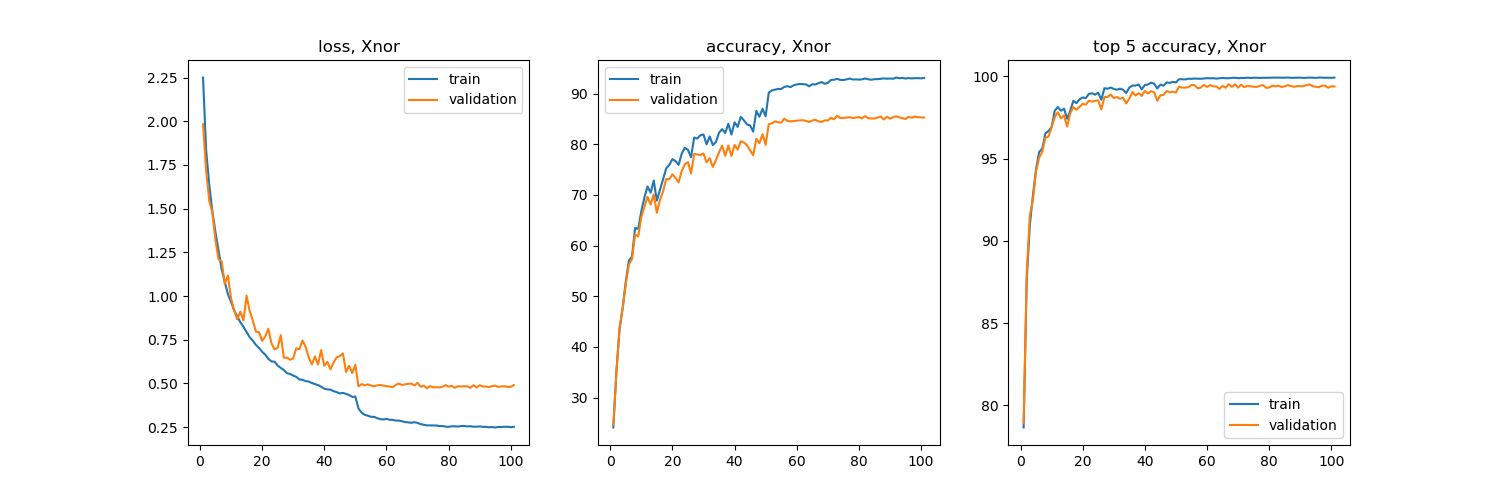 loss, Xnor
train
validation
2.25
2.00
1.75
1.50
1.25
1.00
0.75
0.50
0.25
0 20 40 60 80 100
accuracy, Xnor
train
validation
90
80
70
60
50
40
30
0 20 40 60 80 100
top 5 accuracy, Xnor
100
95
90
85
80
train
validation
0 20 40 60 80 100